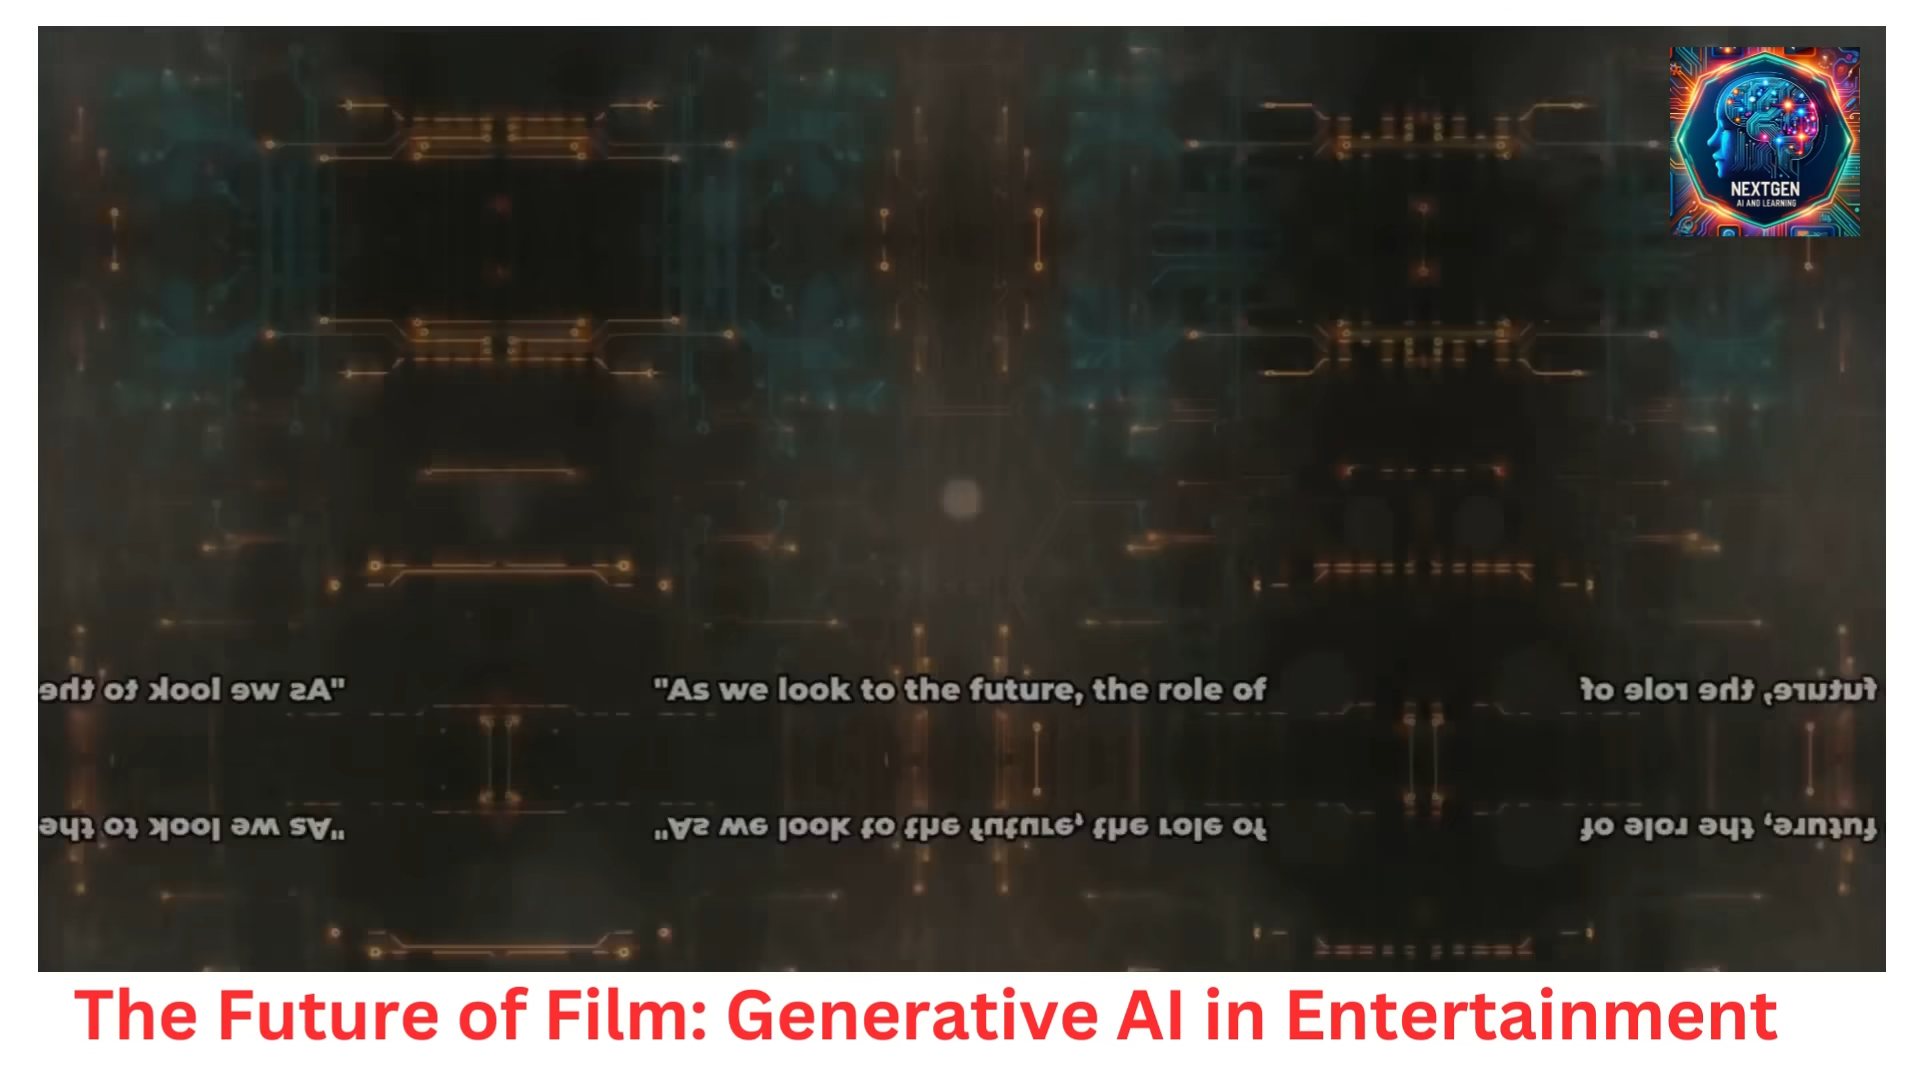 NEXTGEN
AI AND LEARNING
"As we look to the
"As we look to the future, the role of
future, the role of
"As we look to the
"As we look to the future, the role of
future, the role of
The Future of Film: Generative AI in Entertainment